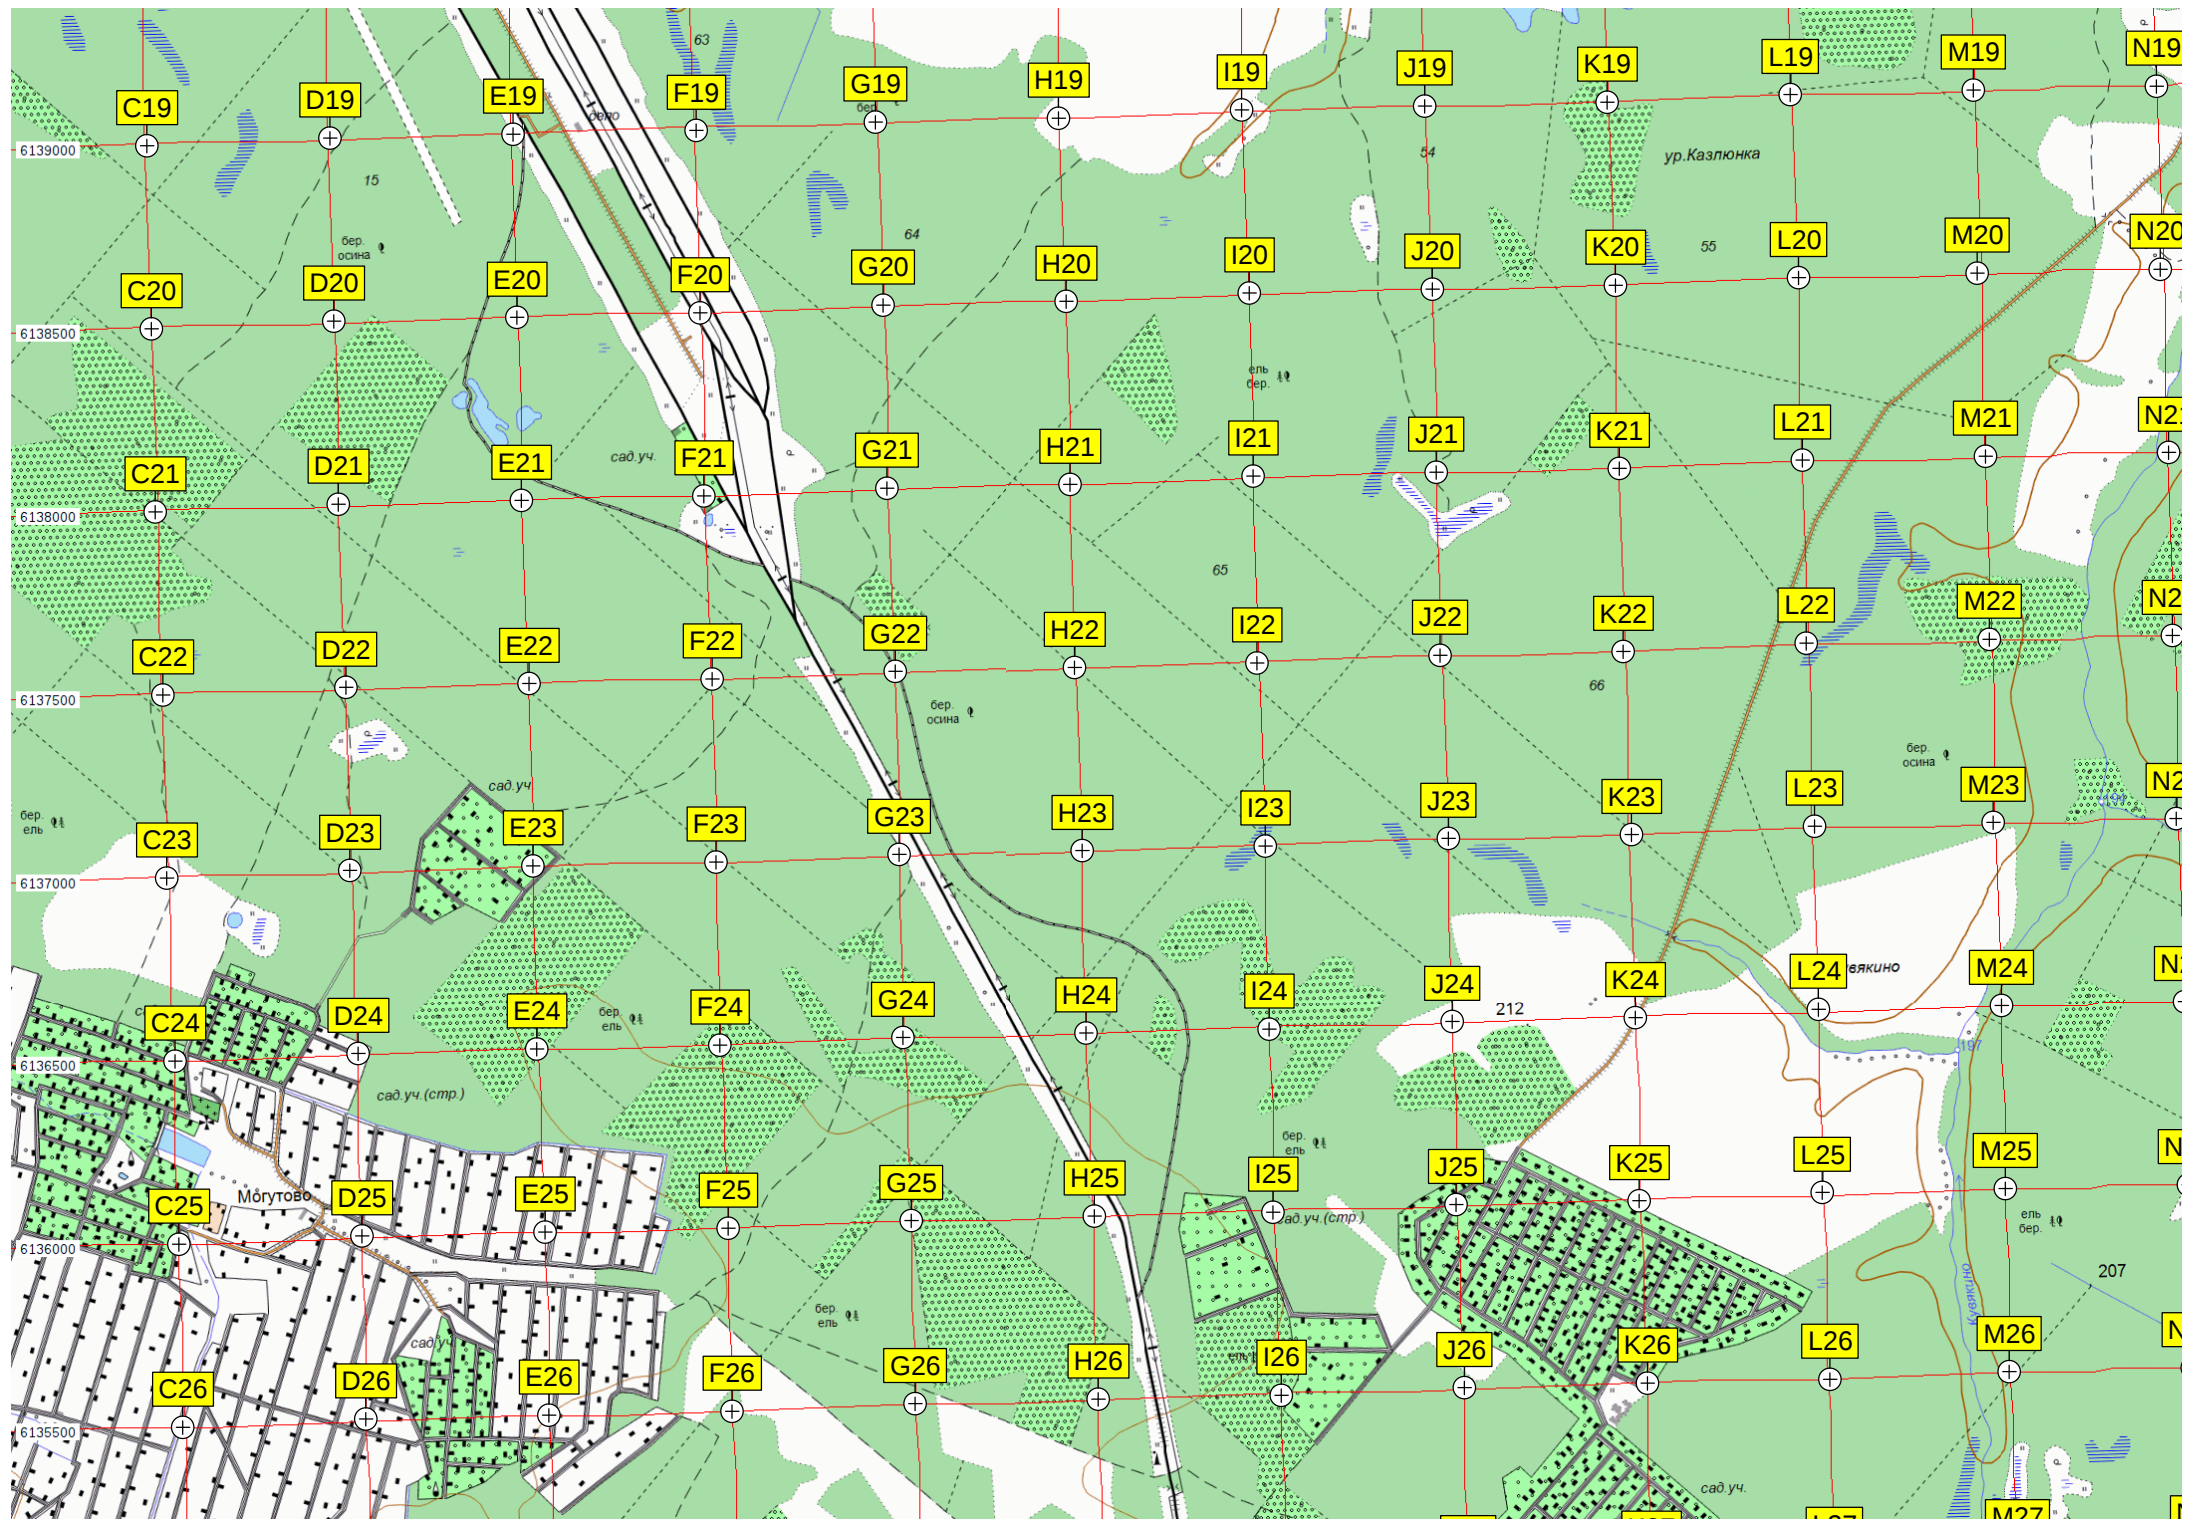 63
C19 D19 E19 F19 G19 H19 I19 J19 K19 L19 M19 N19
бер.
депо
6139000
15
54
ур.Казлюнка
бер.
осина
64
55
C20 D20 E20 F20 G20 H20 I20 J20 K20 L20 M20 N20
6138500
ель
бер.
сад.уч.
C21 D21 E21 F21 G21 H21 I21 J21 K21 L21 M21
6138000
65
C22 D22 E22 F22 G22 H22 I22 J22 K22 L22 M22
6137500
66
бер.
осина
бер.
осина
сад.уч.
бер.
ель
C23 D23 E23 F23 G23 H23 I23 J23 K23 L23 M23
6137000
C24 D24 E24 F24 G24 H24 I24 J24 K24 L24 M24
212
бер.
ель
197
6136500
сад.уч.(стр.)
бер.
ель
Могутово
C25 D25 E25 F25 G25 H25 I25 J25 K25 L25 M25
сад.уч.(стр.)
ель
бер.
6136000
207
Кувякино
бер.
ель
сад.уч.
C26 D26 E26 F26 G26 H26 I26 J26 K26 L26 M26
6135500
сад.уч.
M27